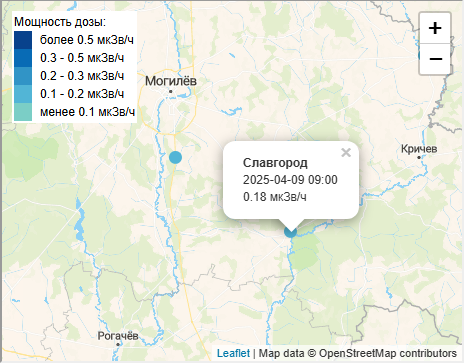 Мощность дозы:
более 0.5 мкЗв/ч
0.3 - 0.5 мкЗв/ч
0.2 - 0.3 мкЗв/ч
0.1 - 0.2 мкЗв/ч
менее 0.1 мкЗв/ч
+
−
Могилёв
Кричев
×
Славгород
2025-04-09 09:00
0.18 мкЗв/ч
Рогачёв
Leaflet | Map data © OpenStreetMap contributors